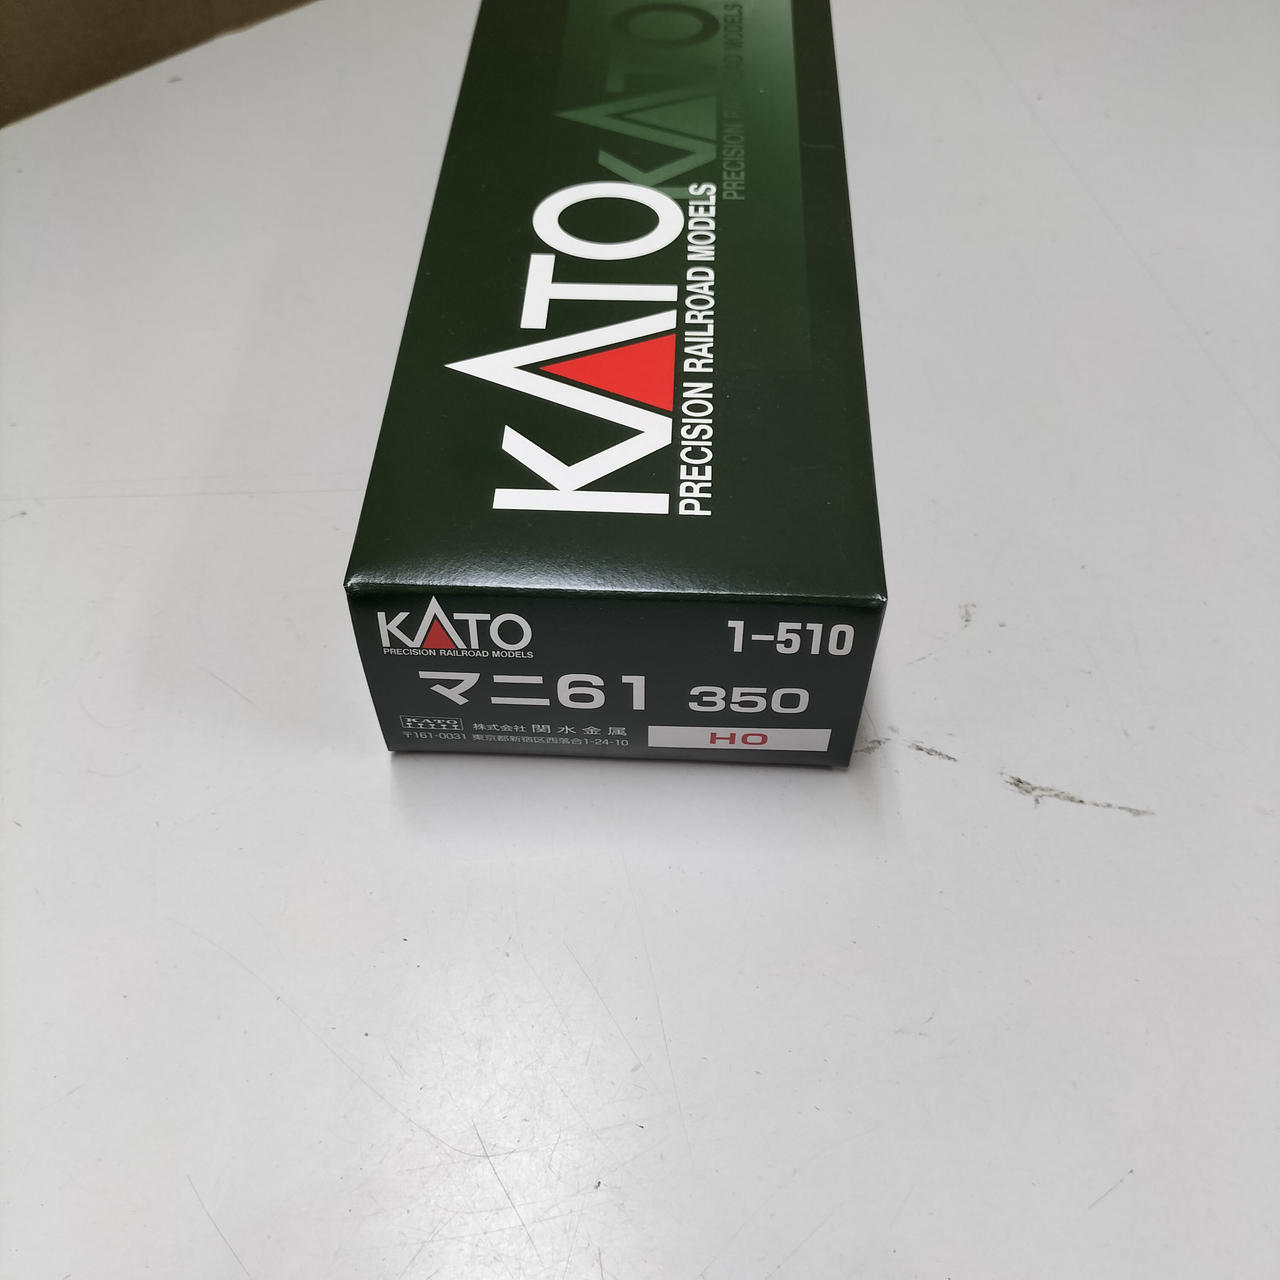 KATO
PRECISION RAILROAD MODELS
KATO
PRECISION RAILROAD MODELS
KATO
PRECISION RAILROAD MODELS
1-510
マニ61 350
KATO
株式会社 関水金属
〒161-0031 東京都新宿区西落合1-24-10
HO